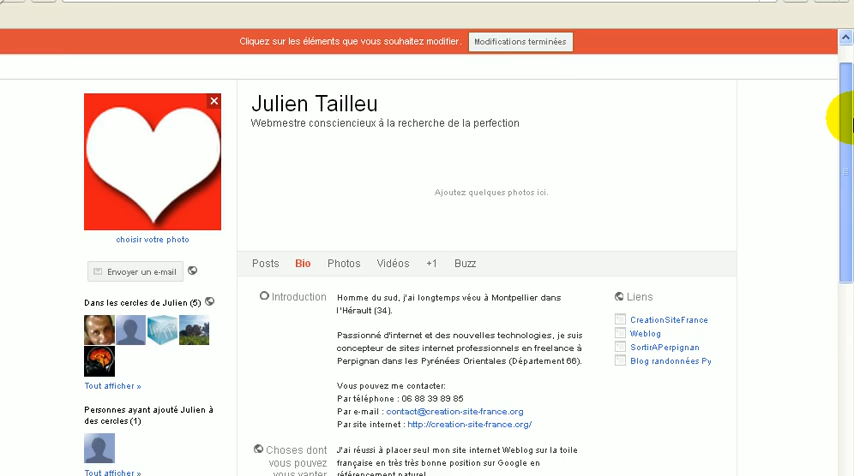 Cliquez sur les éléments que vous souhaitez modifier. Modifications terminées
Julien Tailleu
Webmestre consciencieux à la recherche de la perfection
Ajoutez quelques photos ici.
choisir votre photo
Envoyer un e-mail
Dans les cercles de Julien (5)
Tout afficher »
Personnes ayant ajouté Julien à
des cercles (1)
Tout afficher »
Posts Bio Photos Vidéos +1 Buzz
Introduction
Homme du sud, j'ai longtemps vécu à Montpellier dans
l'Hérault (34).
Passionné d'internet et des nouvelles technologies, je suis
concepteur de sites internet professionnels en freelance à
Perpignan dans les Pyrénées Orientales (Département 66).
Vous pouvez me contacter:
Par téléphone : 06 88 39 89 85
Par e-mail : contact@creation-site-france.org
Par site internet : http://creation-site-france.org/
Choses dont
vous pouvez
vous vanter
J'ai réussi à placer seul mon site internet Weblog sur la toile
française en très très bonne position sur Google en
référencement naturel
Liens
CreationSiteFrance
Weblog
SortirAPerpignan
Blog randonnées Py